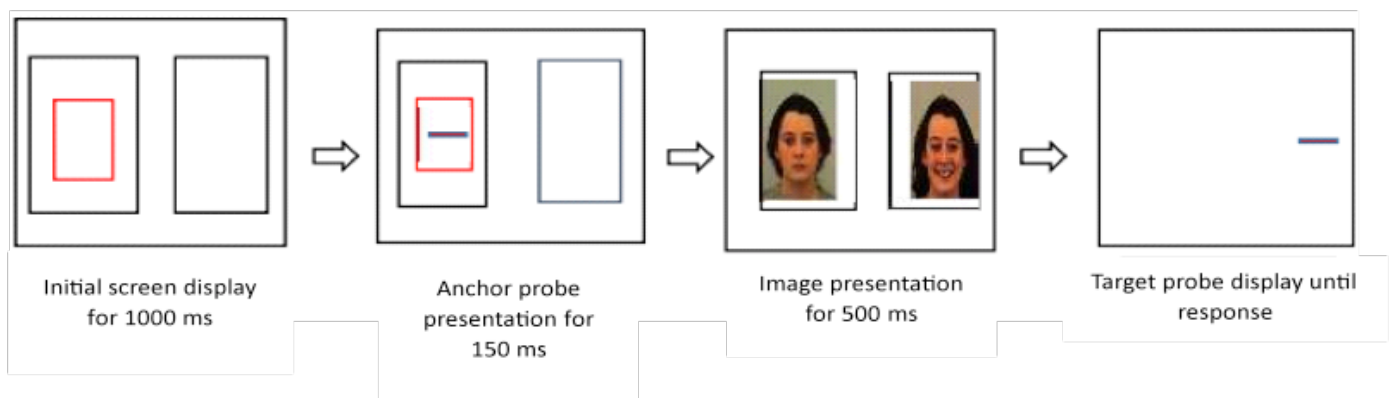 Initial screen display
for 1000 ms
Anchor probe
presentation for
150 ms
Image presentation
for 500 ms
Target probe display until
response